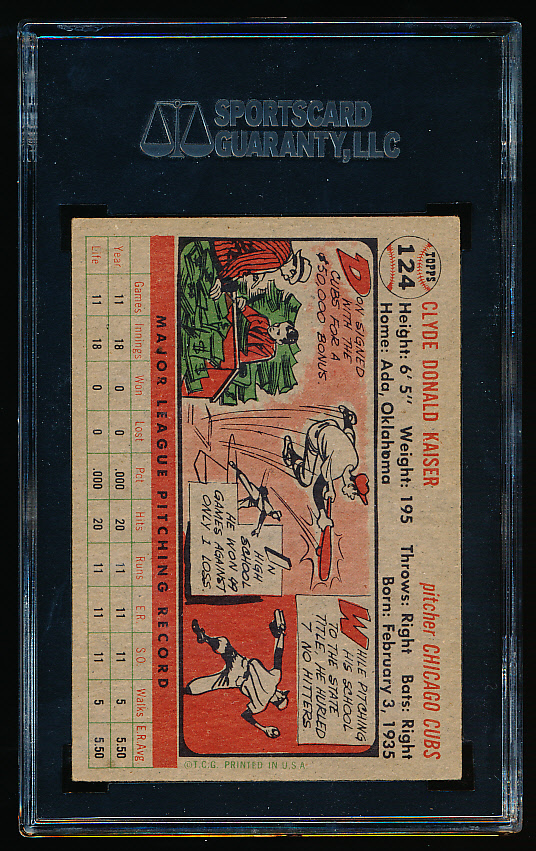 SPORTSCARD
GUARANTY, LLC
TOPPS
124
CLYDE DONALD KAISER pitcher CHICAGO CUBS
Height: 6' 5" Weight: 195 Throws: Right Bats: Right
Home: Ada, Oklahoma Born: February 3, 1935
DON SIGNED
WITH THE
CUBS FOR A
$50,000 BONUS.
IN
HIGH
SCHOOL
HE WON 49
GAMES AGAINST
ONLY 1 LOSS
WHILE PITCHING
HIS SCHOOL
TO THE STATE
TITLE, HE HURLED
7 NO HITTERS
MAJOR LEAGUE PITCHING RECORD
Games Innings Won Lost Pct. Hits Runs E R S.O. Walks E.R.Avg.
Year 11 18 0 0 .000 20 11 11 11 5 5.50
Life 11 18 0 0 .000 20 11 11 11 5 5.50
©T.C.G. PRINTED IN U.S.A.